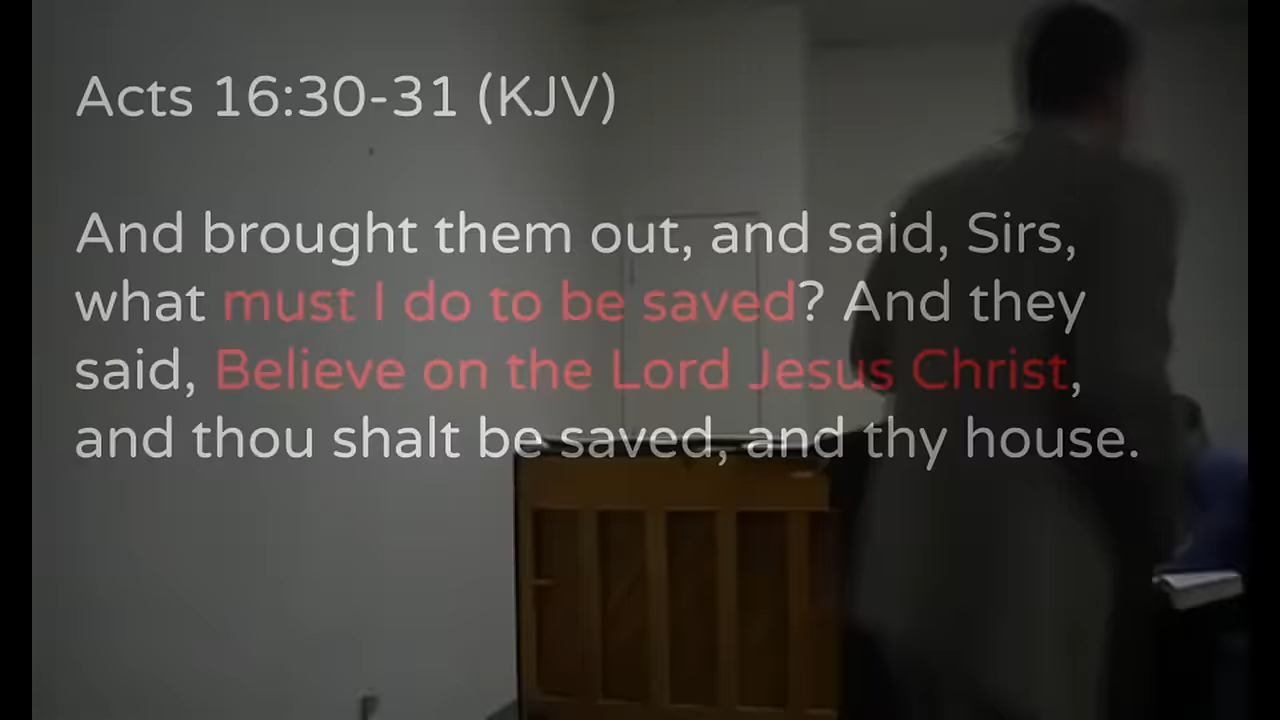 Acts 16:30-31 (KJV)
And brought them out, and said, Sirs,
what must I do to be saved? And they
said, Believe on the Lord Jesus Christ,
and thou shalt be saved, and thy house.